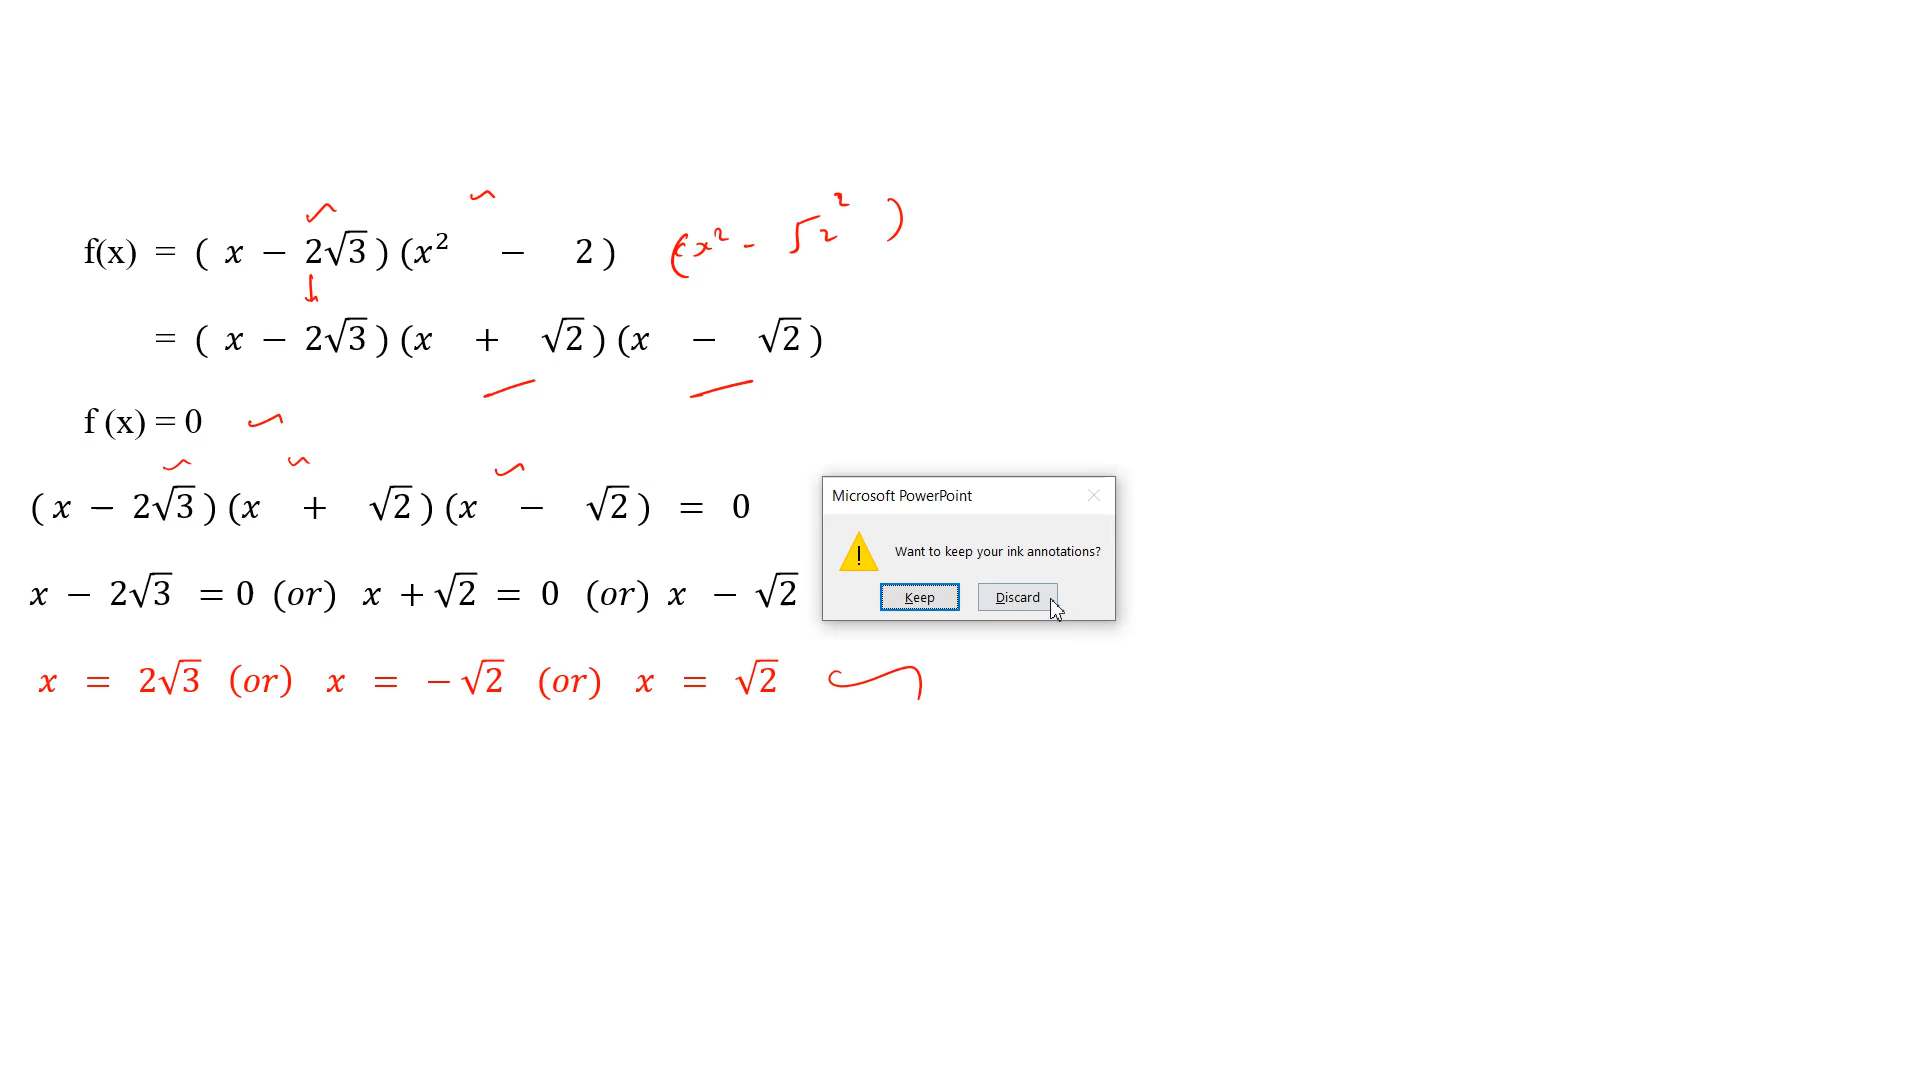 f(x) = ( x − 2√3 ) (x² − 2 ) (x² - √2² )
= ( x − 2√3 ) (x + √2 ) (x − √2 )
f (x) = 0
( x − 2√3 ) (x + √2 ) (x − √2 ) = 0
x − 2√3 = 0 (or) x + √2 = 0 (or) x − √2
x = 2√3 (or) x = −√2 (or) x = √2
Microsoft PowerPoint
Want to keep your ink annotations?
Keep Discard